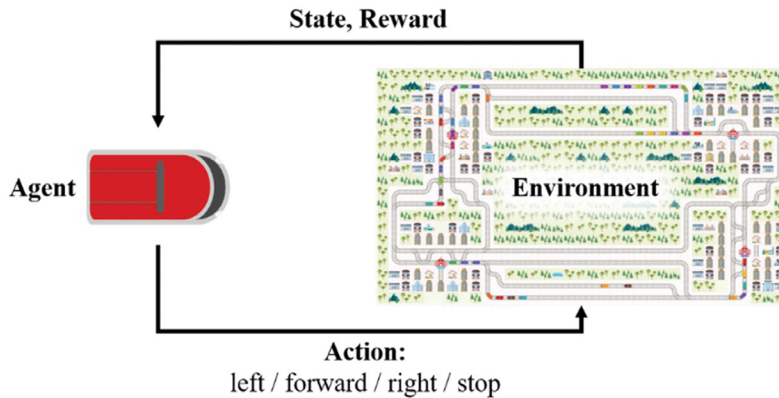 State, Reward
Agent
Environment
Action:
left / forward / right / stop